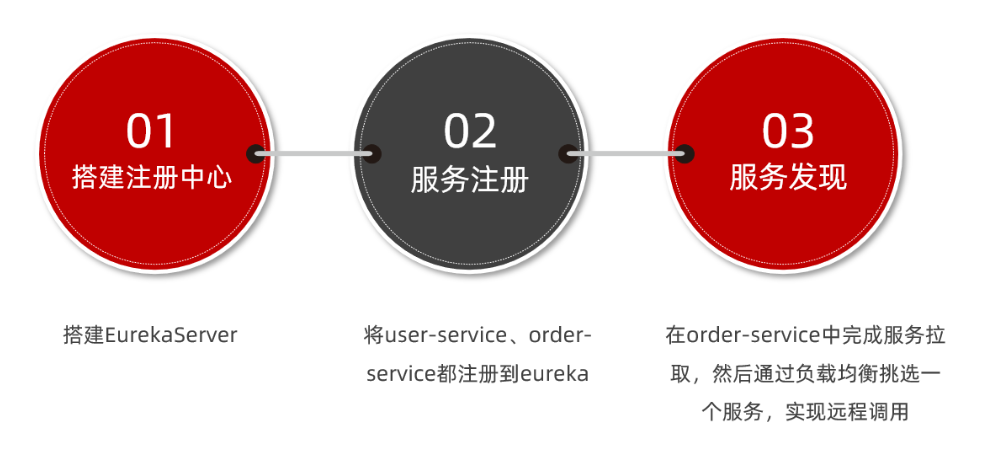 01
搭建注册中心
02
服务注册
03
服务发现
搭建EurekaServer
将user-service、order-
service都注册到eureka
在order-service中完成服务拉
取，然后通过负载均衡挑选一
个服务，实现远程调用